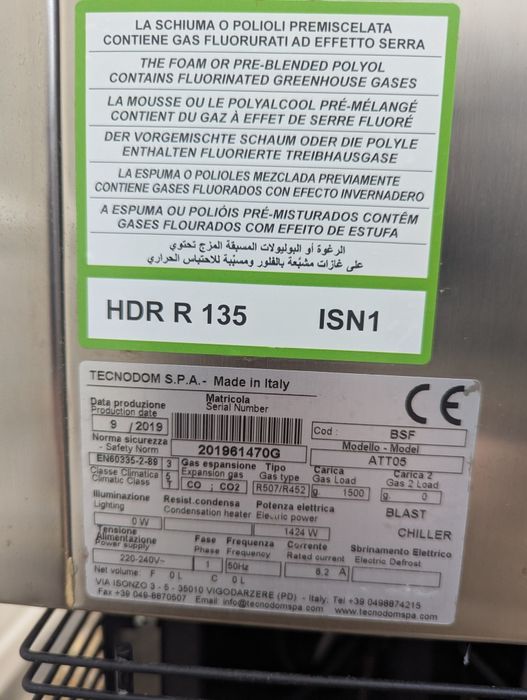 LA SCHIUMA O POLIOLI PREMISCELATA
CONTIENE GAS FLUORURATI AD EFFETTO SERRA
THE FOAM OR PRE-BLENDED POLYOL
CONTAINS FLUORINATED GREENHOUSE GASES
LA MOUSSE OU LE POLYALCOOL PRÉ-MÉLANGÉ
CONTIENT DU GAZ À EFFET DE SERRE FLUORÉ
DER VORGEMISCHTE SCHAUM ODER DIE POLYLE
ENTHALTEN FLUORIERTE TREIBHAUSGASE
LA ESPUMA O POLIOLES MEZCLADA PREVIAMENTE
CONTIENE GASES FLUORADOS CON EFECTO INVERNADERO
A ESPUMA OU POLIÓIS PRÉ-MISTURADOS CONTÉM
GASES FLOURADOS COM EFEITO DE ESTUFA
الرغوة أو البوليولات المسبقة المزج تحتوي
على غازات مشبّعة بالفلور ومسبّبة للاحتباس الحراري
HDR R 135 ISN1
TECNODOM S.P.A.- Made in Italy
CE
Data produzione Matricola
Production date Serial Number
9 / 2019 Cod : BSF
Norma sicurezza 201961470G Modello - Model
- Safety Norm ATT05
EN60335-2-89 3 Gas espansione Tipo Carica Carica 2
Classe Climatica Expansion gas Gas type Gas Load Gas 2 Load
Climatic Class CO ; CO2 R507/R452 g 1500 g 0
Illuminazione Resist.condensa Potenza elettrica BLAST
Lighting Condensation heater Electric power
0 W 1424 W CHILLER
Tensione
Alimentazione Fase Frequenza Corrente Sbrinamento Elettrico
Power supply Phase Frequency Rated current Electric Defrost
220-240V~ 1 50Hz 6.2 A
Net volume: F 0 L C 0 L
VIA ISONZO 3 - 5 - 35010 VIGODARZERE (PD) - Italy; Tel +39 0498874215
Fax +39 049-8870507 Email info@tecnodomspa.com www.tecnodomspa.com